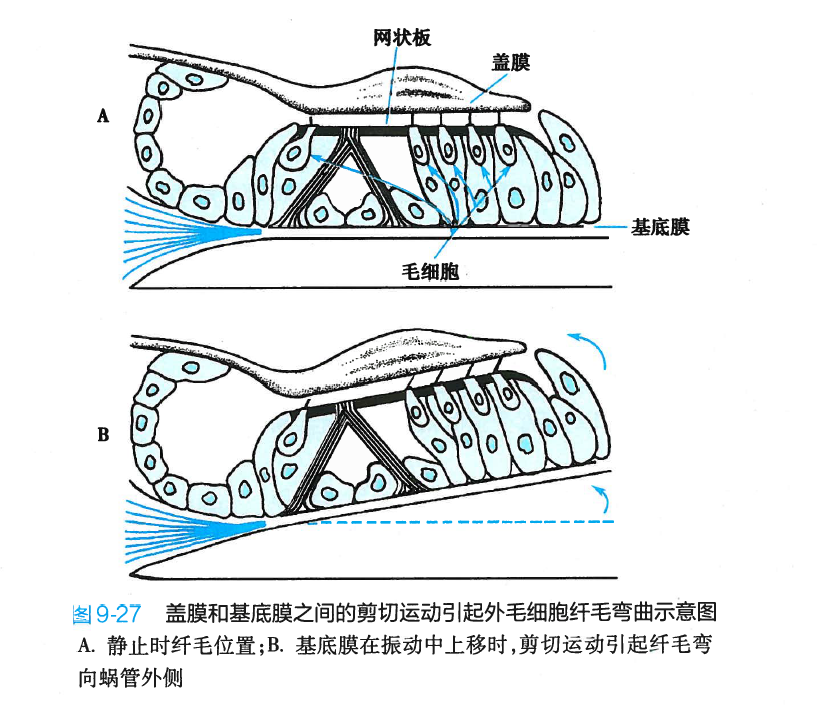 网状板
盖膜
A
基底膜
毛细胞
B
图9-27 盖膜和基底膜之间的剪切运动引起外毛细胞纤毛弯曲示意图
A. 静止时纤毛位置;B. 基底膜在振动中上移时,剪切运动引起纤毛弯
向蜗管外侧